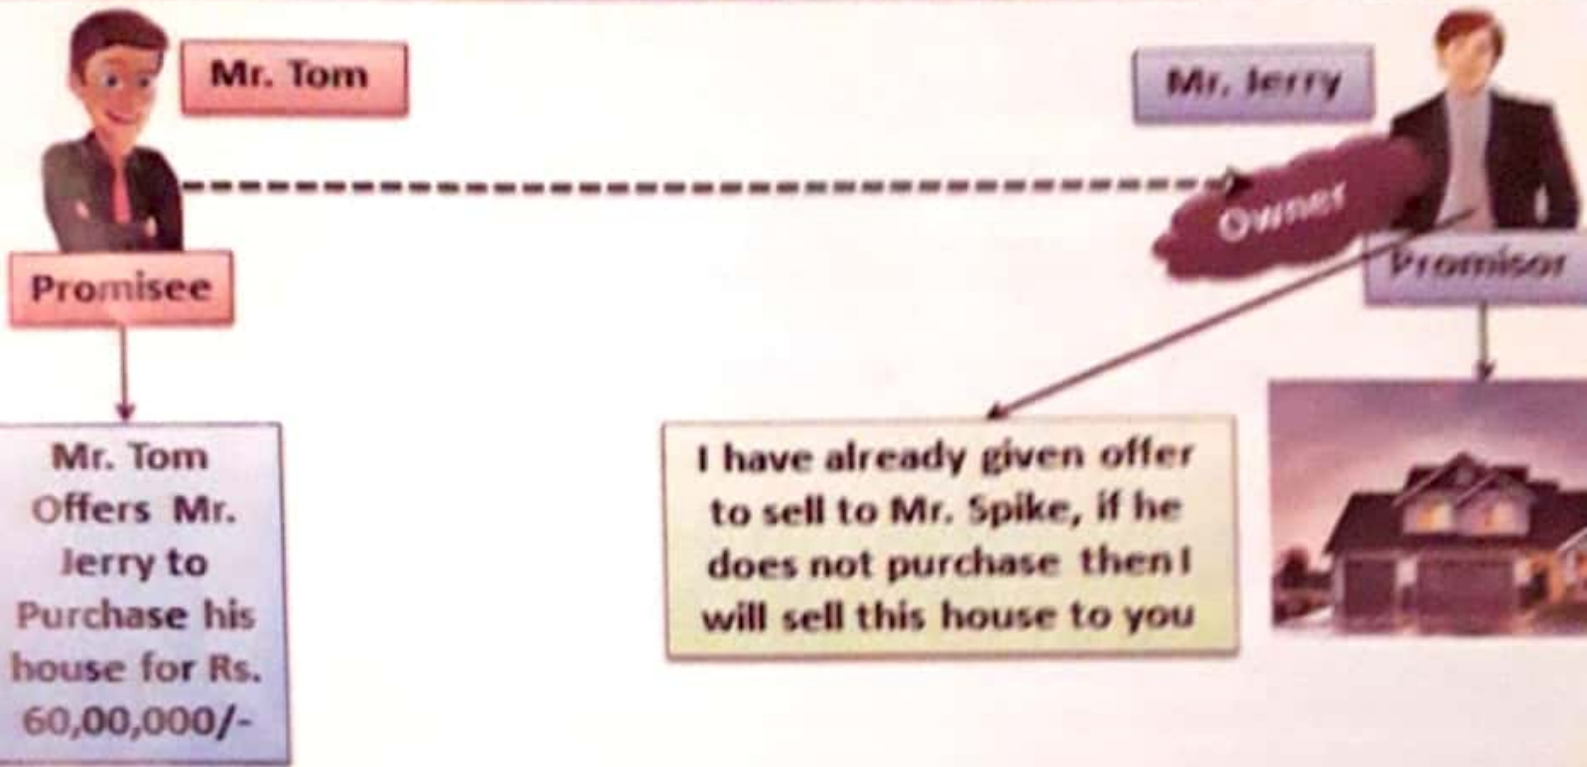 Mr. Tom
Mr. Jerry
Owner
Promisee
Promisor
Mr. Tom
Offers Mr.
Jerry to
Purchase his
house for Rs.
60,00,000/-
I have already given offer
to sell to Mr. Spike, if he
does not purchase then I
will sell this house to you